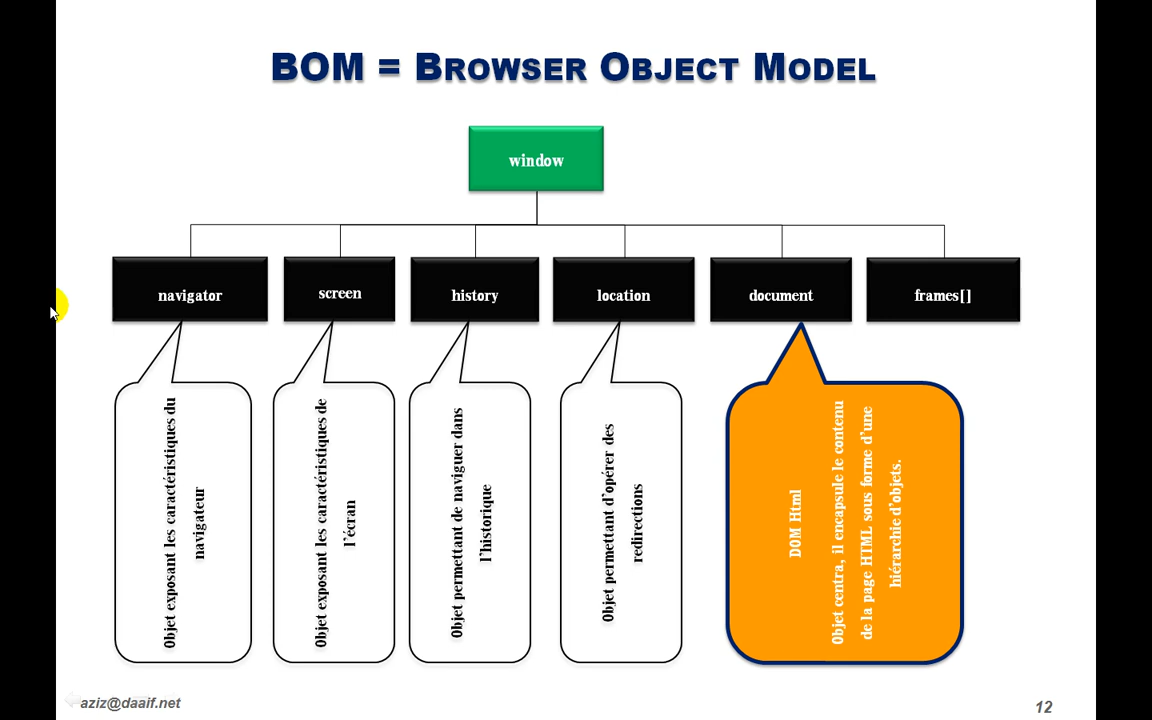 BOM = BROWSER OBJECT MODEL
window
navigator
screen
history
location
document
frames[]
Objet exposant les caractéristiques du
navigateur
Objet exposant les caractéristiques de
l'écran
Objet permettant de naviguer dans
l'historique
Objet permettant d'opérer des
redirections
DOM Html
Objet centra, il encapsule le contenu
de la page HTML sous forme d'une
hiérarchie d'objets.
aziz@daaif.net
12